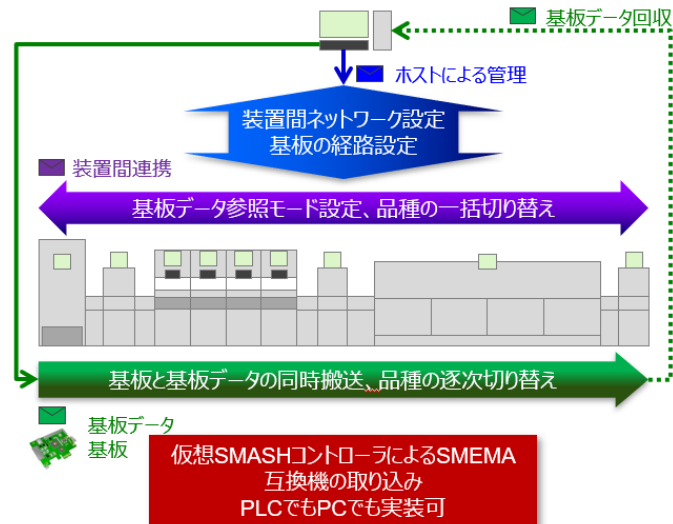 基板データ回収
ホストによる管理
装置間ネットワーク設定
基板の経路設定
装置間連携
基板データ参照モード設定、品種の一括切り替え
基板と基板データの同時搬送、品種の逐次切り替え
基板データ
基板
仮想SMASHコントローラによるSMEMA
互換機の取り込み
PLCでもPCでも実装可